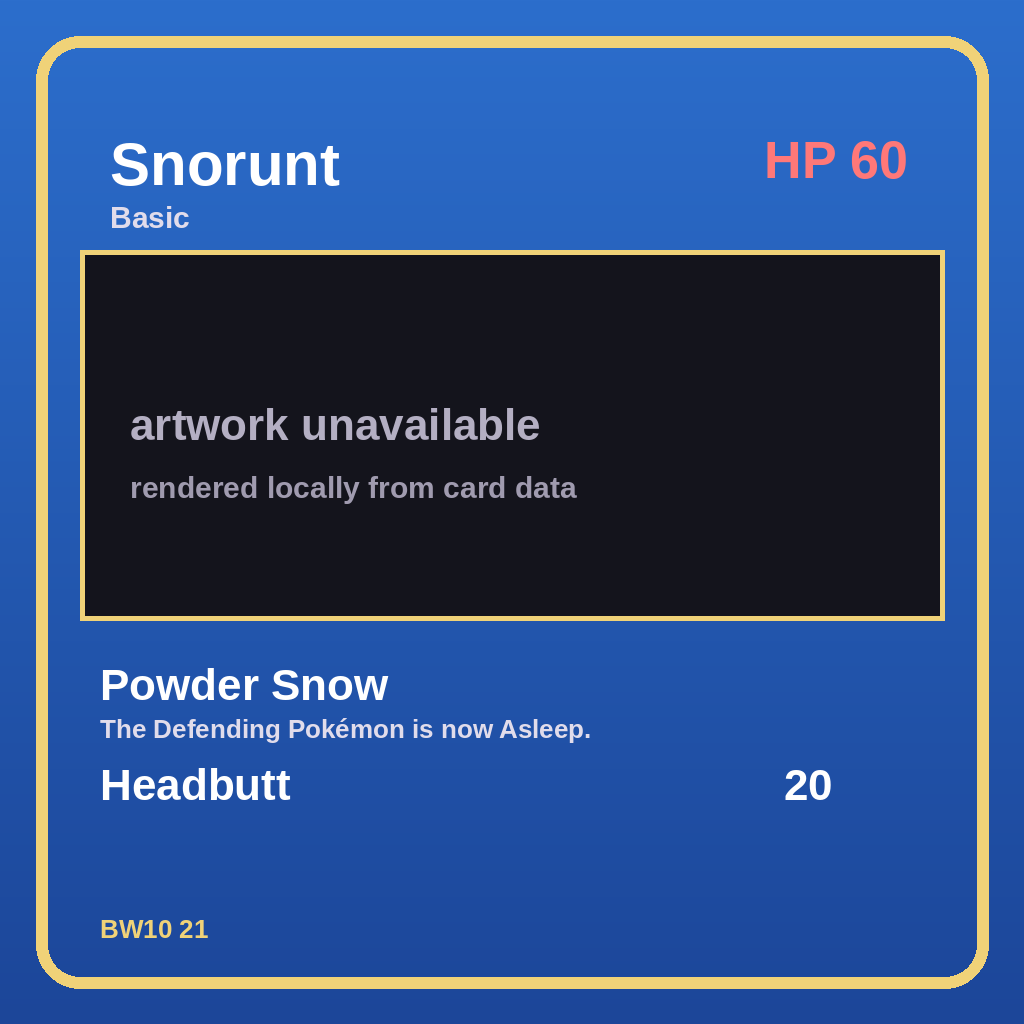 Snorunt
HP 60
Basic
artwork unavailable
rendered locally from card data
Powder Snow
The Defending Pokémon is now Asleep.
Headbutt 20
BW10 21